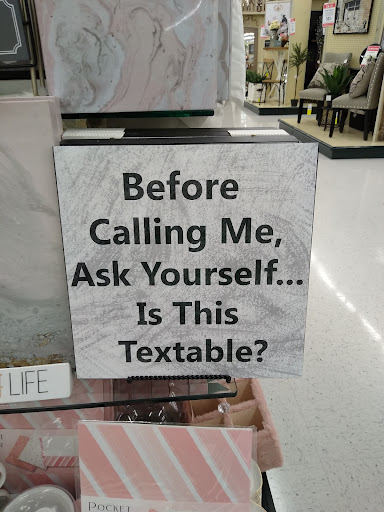 Before
Calling Me,
Ask Yourself...
Is This
Textable?
LIFE
POCKET